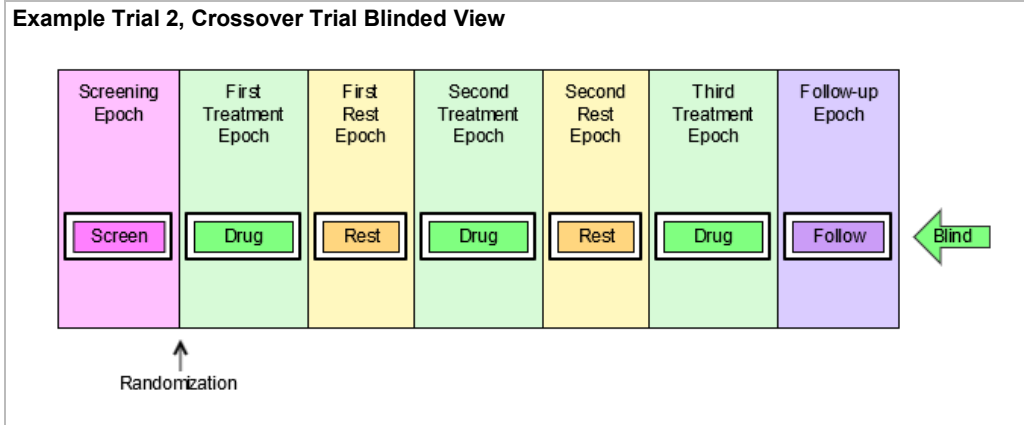 Example Trial 2, Crossover Trial Blinded View
Screening
Epoch
First
Treatment
Epoch
First
Rest
Epoch
Second
Treatment
Epoch
Second
Rest
Epoch
Third
Treatment
Epoch
Follow-up
Epoch
Screen
Drug
Rest
Drug
Rest
Drug
Follow
Blind
Randomization